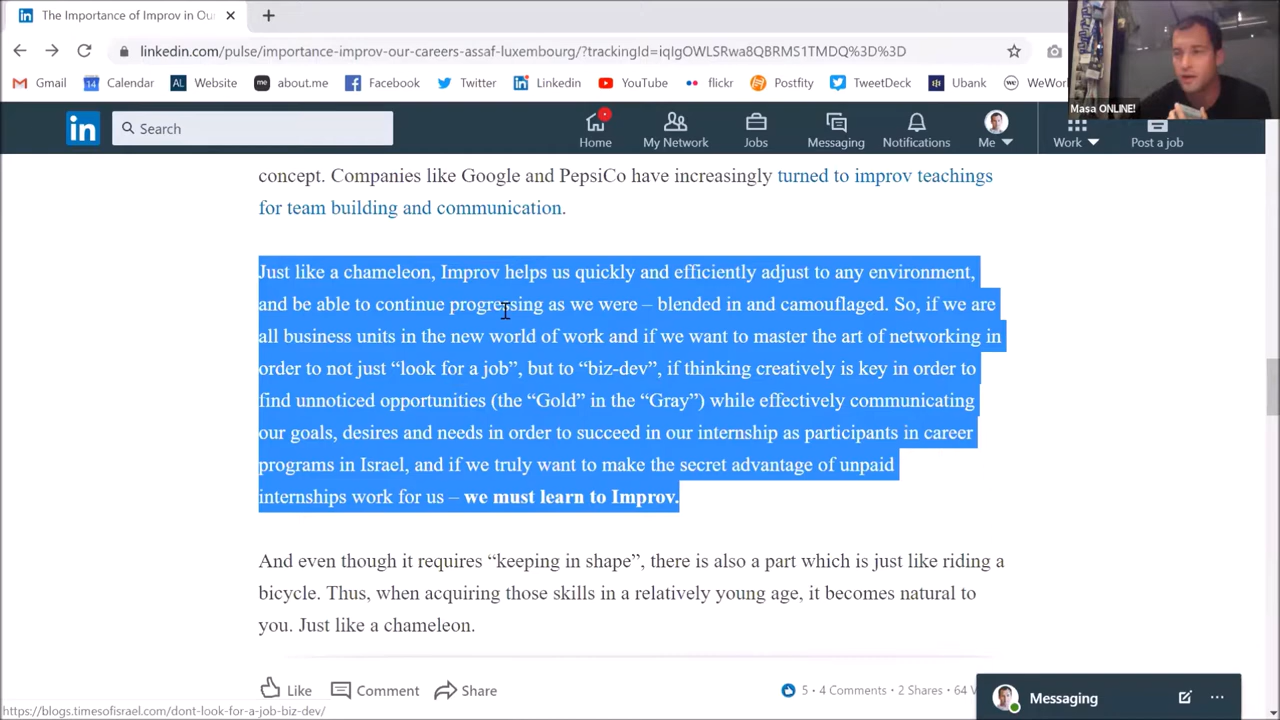 The Importance of Improv in Ou
linkedin.com/pulse/importance-improv-our-careers-assaf-luxembourg/?trackingId=iqIgOWLSRwa8QBRMS1TMDQ%3D%3D
Gmail
14 Calendar
AL Website
me about.me
Facebook
Twitter
in Linkedin
YouTube
flickr
Postfity
TweetDeck
Ubank
WeWo
Masa ONLINE!
in
Search
Home
My Network
Jobs
Messaging
Notifications
Me
Work
Post a job
concept. Companies like Google and PepsiCo have increasingly turned to improv teachings
for team building and communication.
Just like a chameleon, Improv helps us quickly and efficiently adjust to any environment,
and be able to continue progressing as we were – blended in and camouflaged. So, if we are
all business units in the new world of work and if we want to master the art of networking in
order to not just “look for a job”, but to “biz-dev”, if thinking creatively is key in order to
find unnoticed opportunities (the “Gold” in the “Gray”) while effectively communicating
our goals, desires and needs in order to succeed in our internship as participants in career
programs in Israel, and if we truly want to make the secret advantage of unpaid
internships work for us – we must learn to Improv.
And even though it requires “keeping in shape”, there is also a part which is just like riding a
bicycle. Thus, when acquiring those skills in a relatively young age, it becomes natural to
you. Just like a chameleon.
Like
Comment
Share
5 • 4 Comments • 2 Shares • 64 V
Messaging
https://blogs.timesofisrael.com/dont-look-for-a-job-biz-dev/